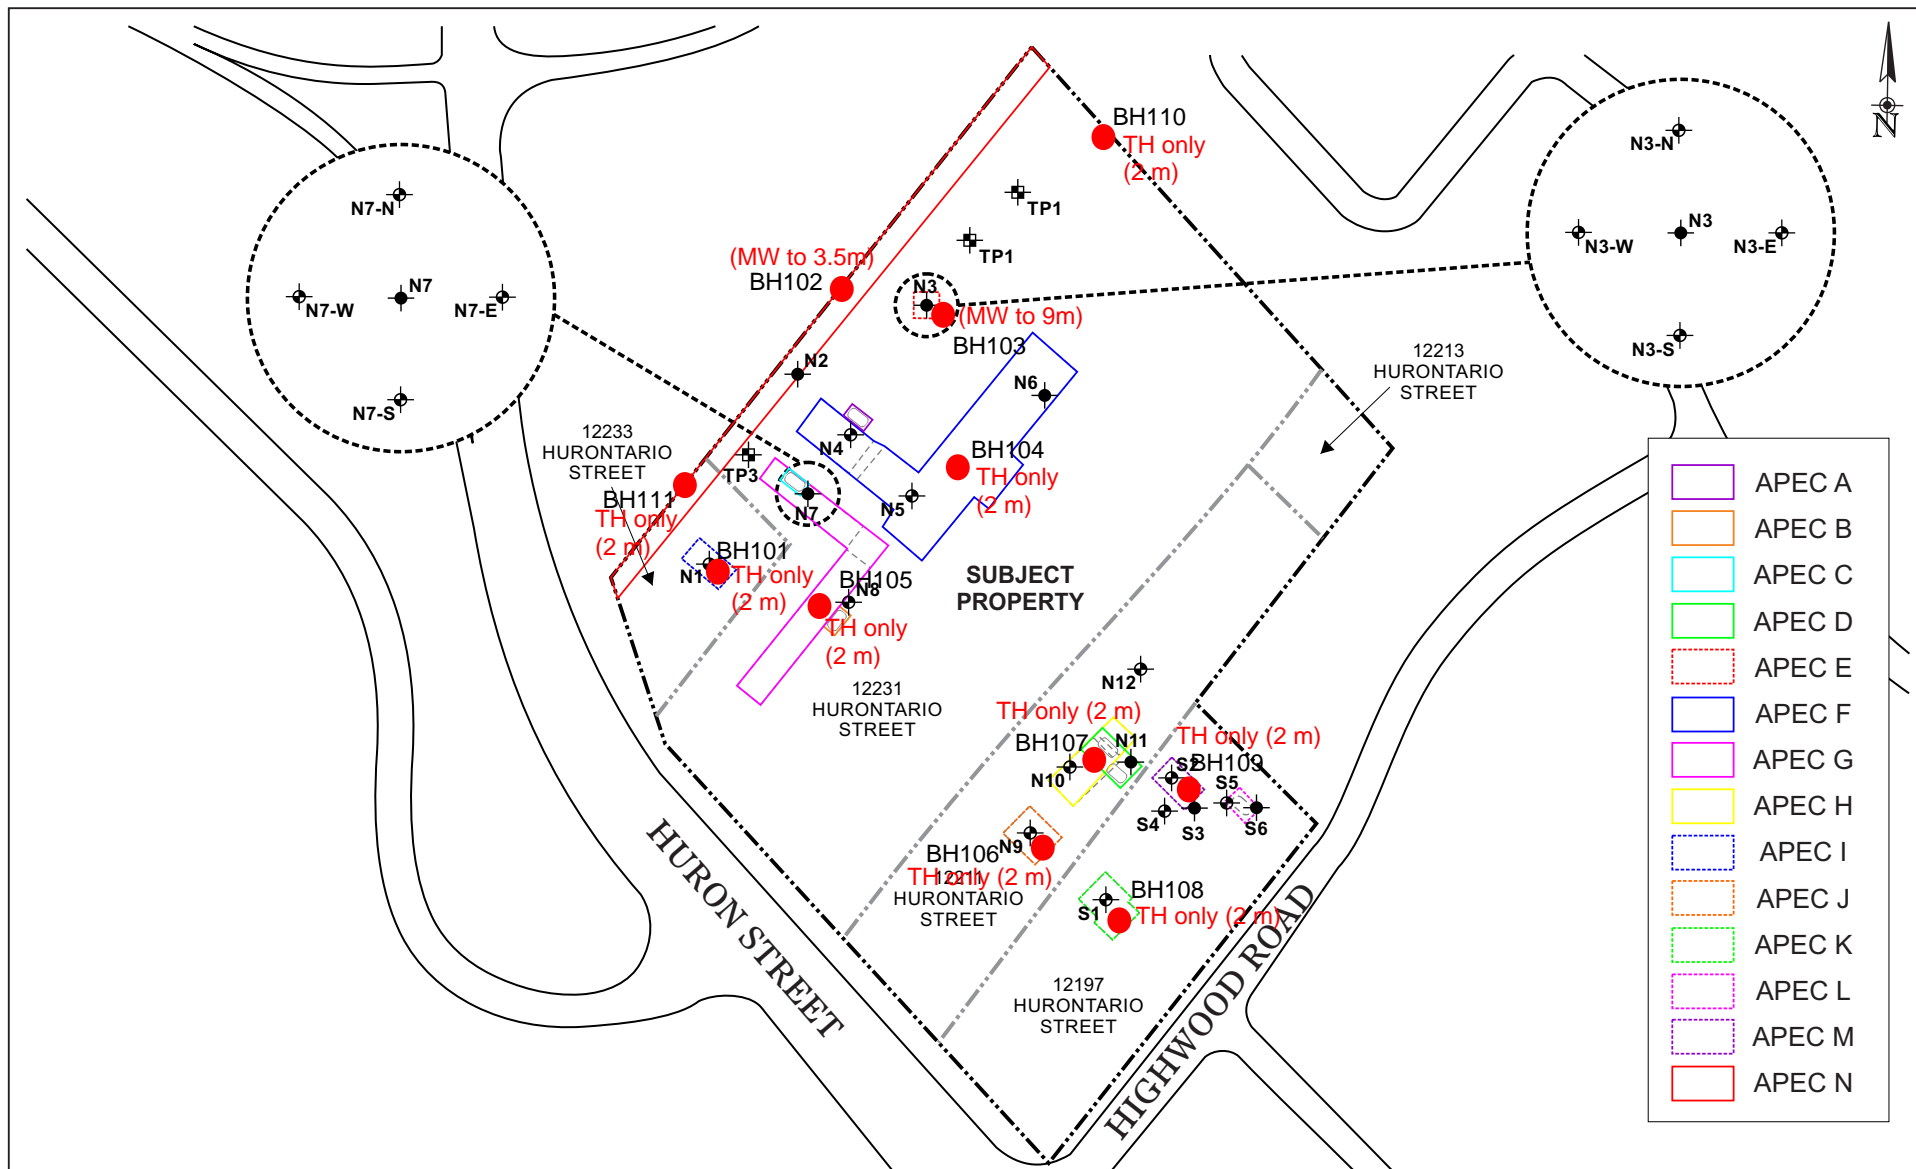 BH110
TH only
(2 m)
N
N3-N
N3-W
N3
N3-E
N3-S
N7-N
N7-W
N7
N7-E
N7-S
TP1
TP1
(MW to 3.5m)
BH102
N3
(MW to 9m)
BH103
N2
N6
12213
HURONTARIO
STREET
12233
HURONTARIO
STREET
N4
TP3
BH104
TH only
(2 m)
N5
N7
BH111
TH only
(2 m)
BH101
N1
TH only
(2 m)
BH105
N8
TH only
(2 m)
SUBJECT
PROPERTY
12231
HURONTARIO
STREET
N12
TH only (2 m)
BH107
N11
N10
TH only (2 m)
S2
BH109
S5
S4
S3
S6
N9
BH106
TH only (2 m)
12211
HURONTARIO
STREET
BH108
S1
TH only (2 m)
12197
HURONTARIO
STREET
HURON STREET
HIGHWOOD ROAD
APEC A
APEC B
APEC C
APEC D
APEC E
APEC F
APEC G
APEC H
APEC I
APEC J
APEC K
APEC L
APEC M
APEC N